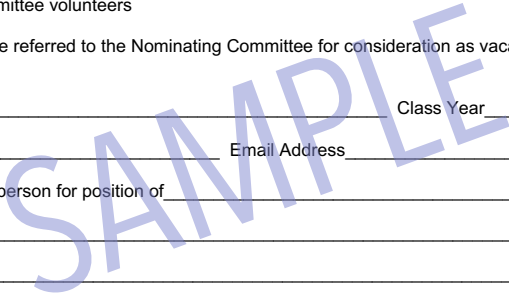 mittee volunteers
e referred to the Nominating Committee for consideration as vaca
Class Year
Email Address
person for position of
SAMPLE